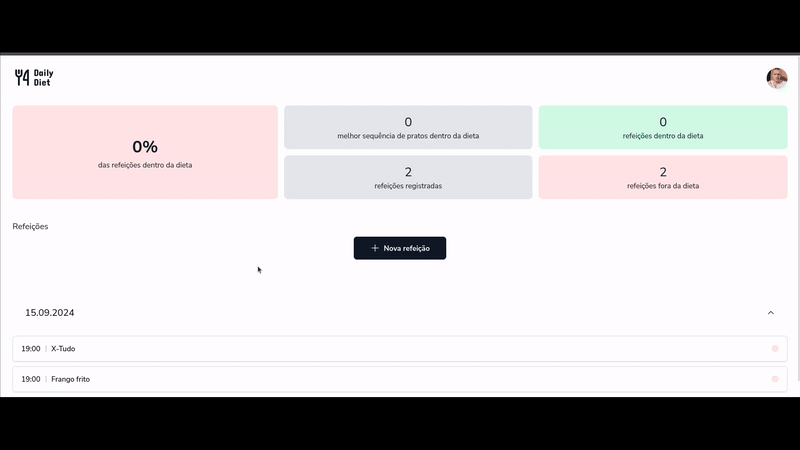 Daily
Diet
0%
das refeições dentro da dieta
0
melhor sequência de pratos dentro da dieta
0
refeições dentro da dieta
2
refeições registradas
2
refeições fora da dieta
Refeições
Nova refeição
15.09.2024
19:00 | X-Tudo
19:00 | Frango frito